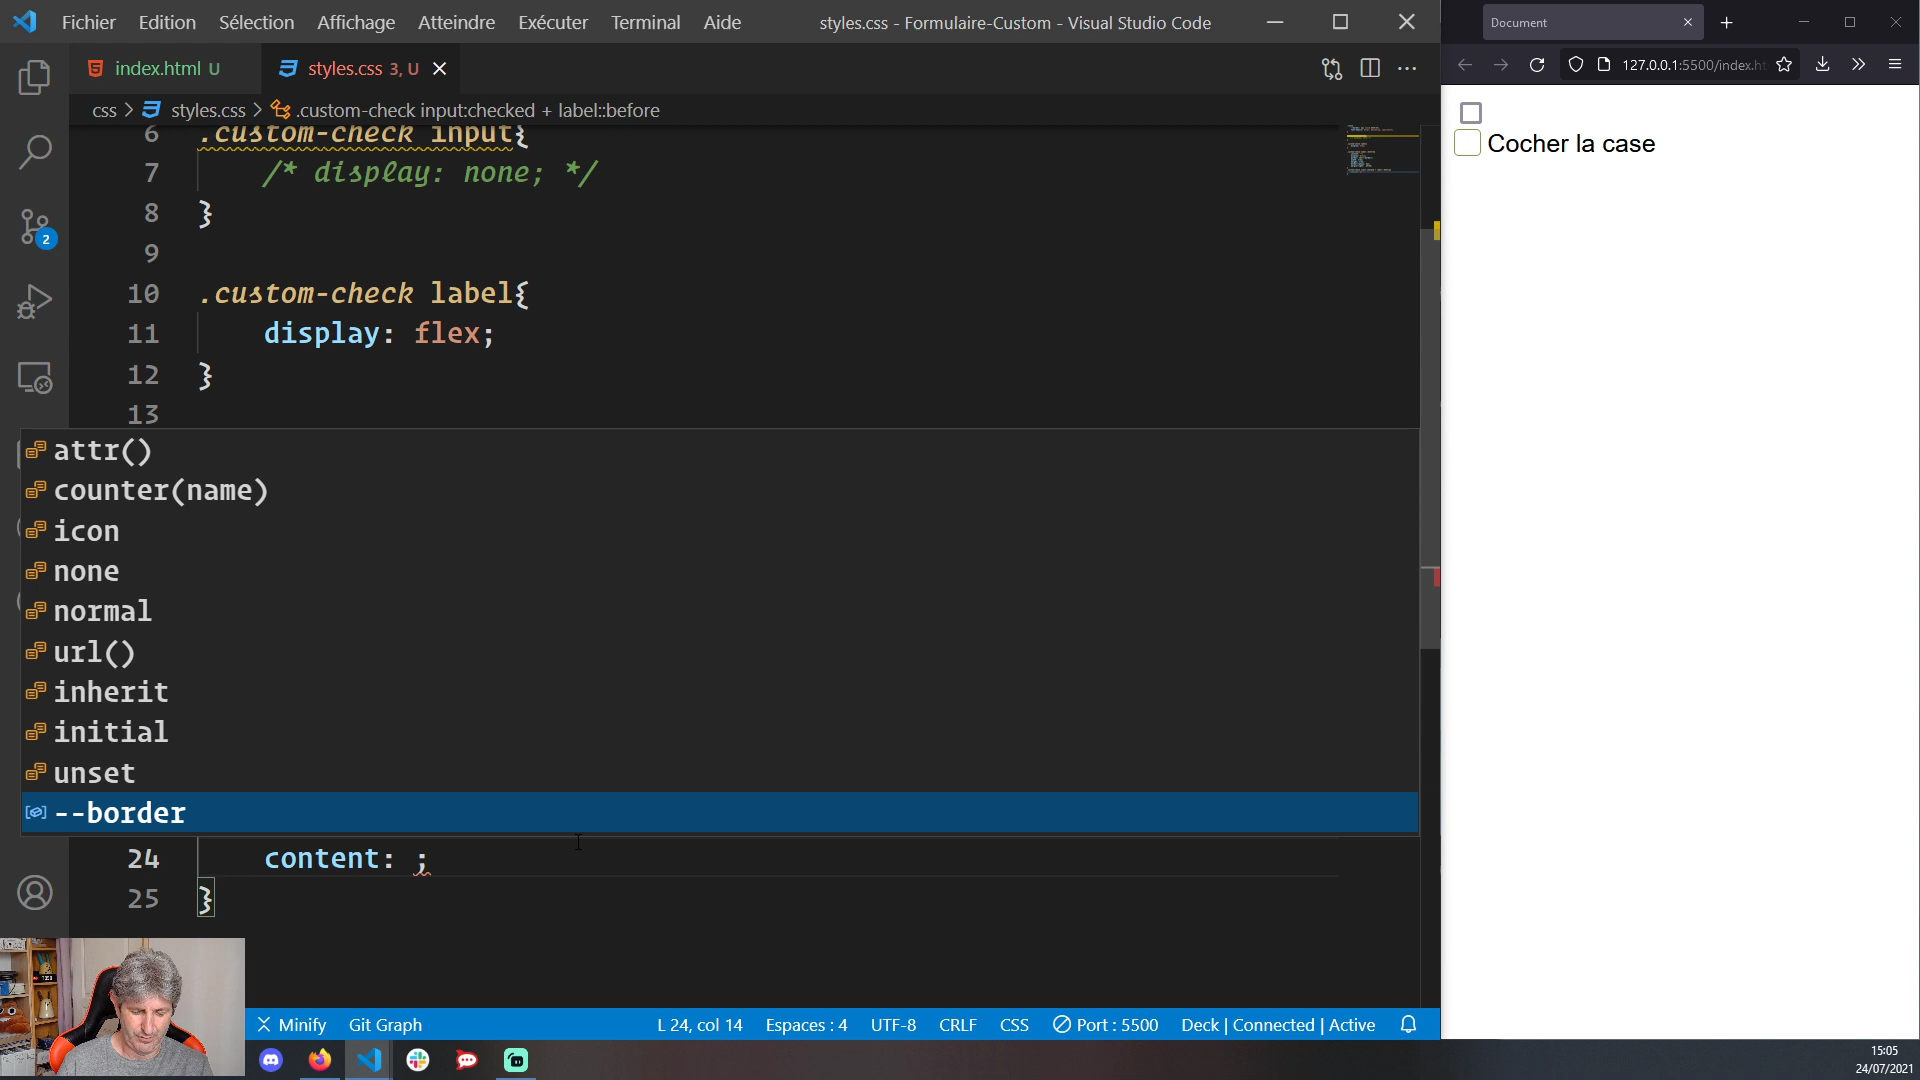 Fichier Edition Sélection Affichage Atteindre Exécuter Terminal Aide styles.css - Formulaire-Custom - Visual Studio Code
Document
index.html U styles.css 3, U
127.0.0.1:5500/index.ht
css > styles.css > .custom-check input:checked + label::before
6 .custom-check input{
7 /* display: none; */
8 }
9
10 .custom-check label{
11 display: flex;
12 }
13
attr()
counter(name)
icon
none
normal
url()
inherit
initial
unset
--border
24 content: ;
25 }
2
Cocher la case
Minify Git Graph L 24, col 14 Espaces : 4 UTF-8 CRLF CSS Port : 5500 Deck | Connected | Active
15:05
24/07/2021